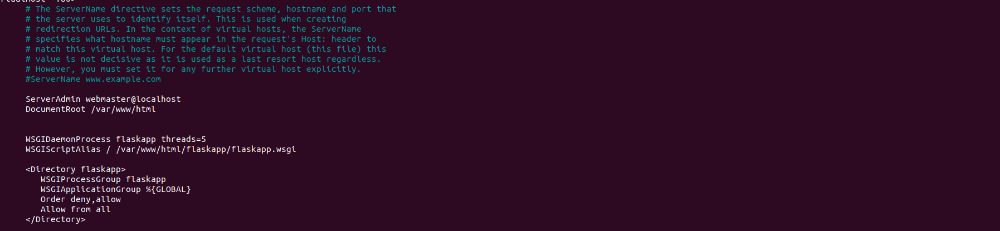 # The ServerName directive sets the request scheme, hostname and port that
# the server uses to identify itself. This is used when creating
# redirection URLs. In the context of virtual hosts, the ServerName
# specifies what hostname must appear in the request's Host: header to
# match this virtual host. For the default virtual host (this file) this
# value is not decisive as it is used as a last resort host regardless.
# However, you must set it for any further virtual host explicitly.
#ServerName www.example.com
ServerAdmin webmaster@localhost
DocumentRoot /var/www/html
WSGIDaemonProcess flaskapp threads=5
WSGIScriptAlias / /var/www/html/flaskapp/flaskapp.wsgi
<Directory flaskapp>
WSGIProcessGroup flaskapp
WSGIApplicationGroup %{GLOBAL}
Order deny,allow
Allow from all
</Directory>